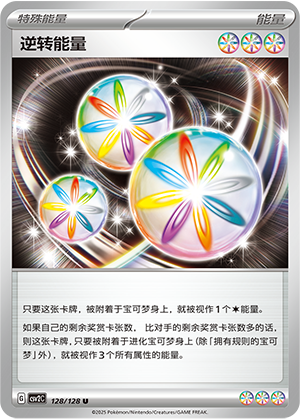 特殊能量 能量
逆转能量
只要这张卡牌，被附着于宝可梦身上，就被视作1个✶能量。
如果自己的剩余奖赏卡张数，比对手的剩余奖赏卡张数多的话，
则这张卡牌，只要被附着于进化宝可梦身上（除「拥有规则的宝可
梦」外），就被视作3个所有属性的能量。
G CSV2C 128/128 U
©2025 Pokémon/Nintendo/Creatures/GAME FREAK.